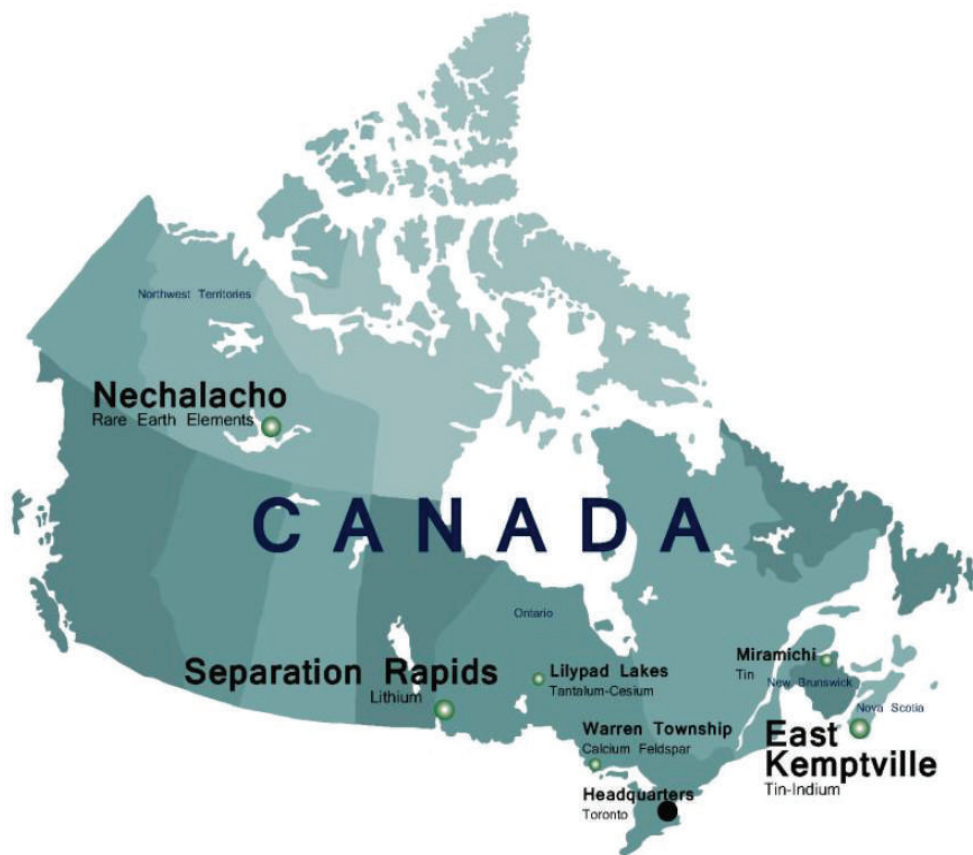 Northwest Territories
Nechalacho
Rare Earth Elements
CANADA
Ontario
Separation Rapids
Lithium
Lilypad Lakes
Tantalum-Cesium
Miramichi
Tin
New Brunswick
Nova Scotia
Warren Township
Calcium Feldspar
East
Kemptville
Tin-Indium
Headquarters
Toronto